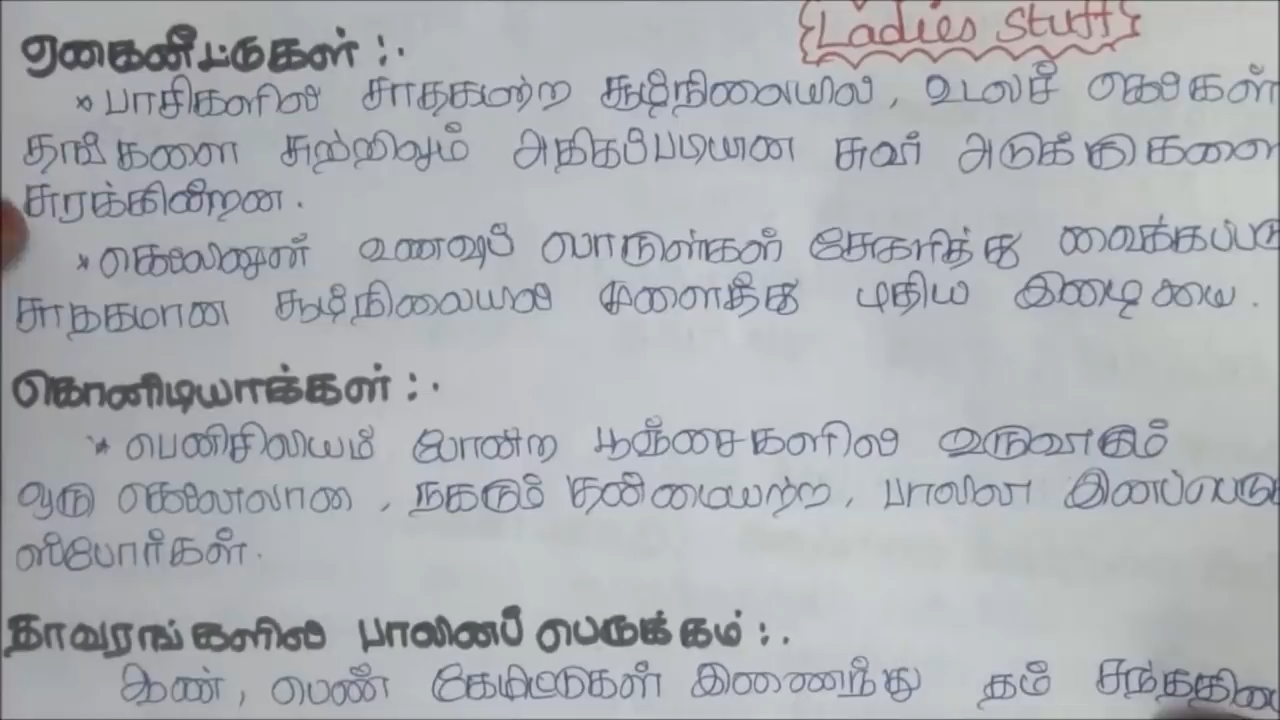 Ladies Stuff
ஏகைனீட்டுகள் :.
* பாசிகளில் சாதகமற்ற சூழ்நிலையில், உடலச் செல்கள்
தங்களை சுற்றிலும் அதிகப்படியான சுவர் அடுக்குகளை
சுரக்கின்றன.
* செல்லினுள் உணவுப் பொருள்கள் சேகரித்து வைக்கப்படு
சாதகமான சூழ்நிலையில் முளைத்து புதிய இழையை.
கொனிடியாக்கள் :.
* பெனிசிலியம் போன்ற பூஞ்சைகளில் உருவாகும்
ஒரு செல்லாலான, நகரும் தன்மையற்ற, பாலிலா இனப்பெரு
ஸ்போர்கள்.
தாவரங்களில் பாலினப் பெருக்கம் :.
ஆண், பெண் கேமீட்டுகள் இணைந்து தம் சந்ததியை